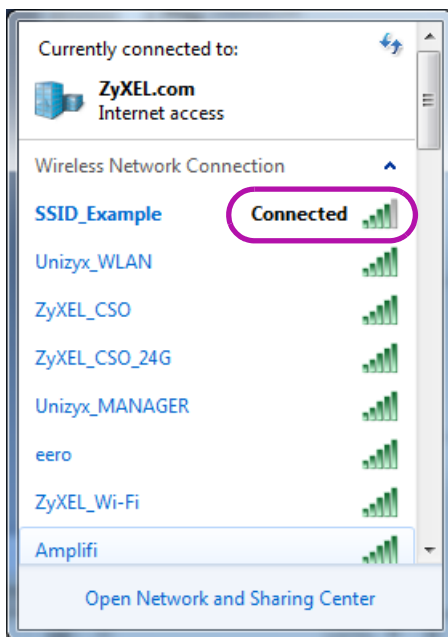 Currently connected to:
ZyXEL.com
Internet access
Wireless Network Connection
SSID_Example Connected
Unizyx_WLAN
ZyXEL_CSO
ZyXEL_CSO_24G
Unizyx_MANAGER
eero
ZyXEL_Wi-Fi
Amplifi
Open Network and Sharing Center